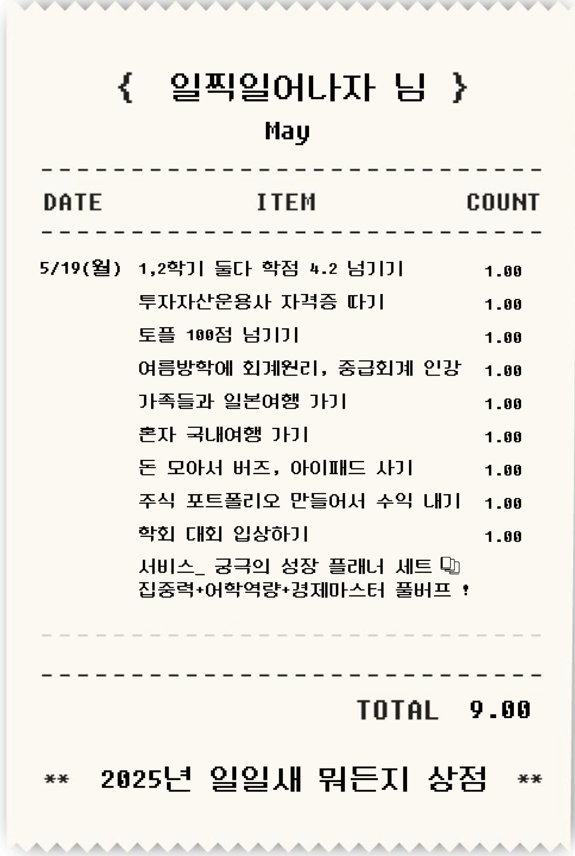 { 일찍일어나자 님 }
May
DATE ITEM COUNT
5/19(월) 1,2학기 둘다 학점 4.2 넘기기 1.00
투자자산운용사 자격증 따기 1.00
토플 100점 넘기기 1.00
여름방학에 회계원리, 중급회계 인강 1.00
가족들과 일본여행 가기 1.00
혼자 국내여행 가기 1.00
돈 모아서 버즈, 아이패드 사기 1.00
주식 포트폴리오 만들어서 수익 내기 1.00
학회 대회 입상하기 1.00
서비스_ 궁극의 성장 플래너 세트
집중력+어학역량+경제마스터 풀버프 !
TOTAL 9.00
** 2025년 일일새 뭐든지 상점 **